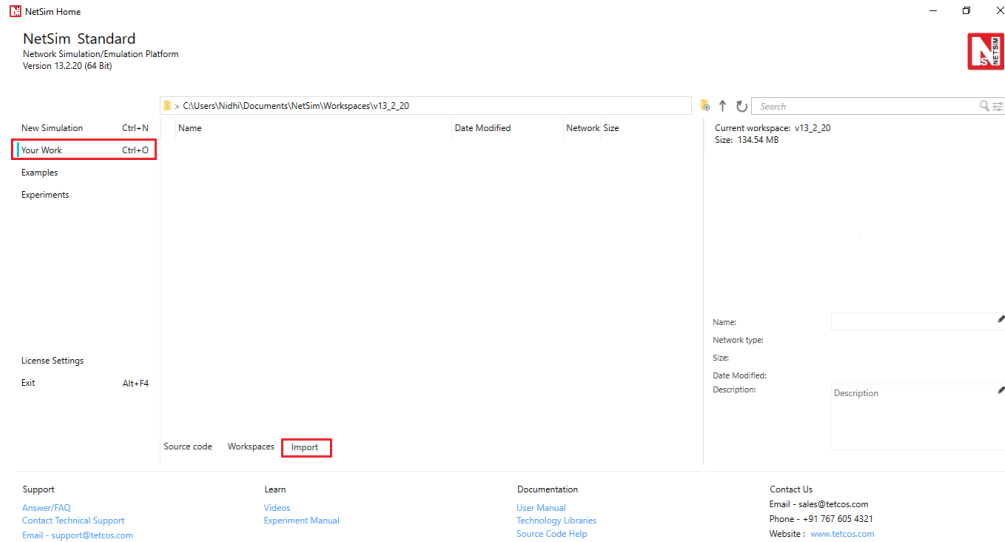 NetSim Home
NetSim Standard
Network Simulation/Emulation Platform
Version 13.2.20 (64 Bit)
NETSIM
> C:\Users\Nidhi\Documents\NetSim\Workspaces\v13_2_20
Search
New Simulation Ctrl+N
Your Work Ctrl+O
Examples
Experiments
License Settings
Exit Alt+F4
Name Date Modified Network Size
Source code Workspaces Import
Current workspace: v13_2_20
Size: 134.54 MB
Name:
Network type:
Size:
Date Modified:
Description: Description
Support
Answer/FAQ
Contact Technical Support
Email - support@tetcos.com
Learn
Videos
Experiment Manual
Documentation
User Manual
Technology Libraries
Source Code Help
Contact Us
Email - sales@tetcos.com
Phone - +91 767 605 4321
Website : www.tetcos.com